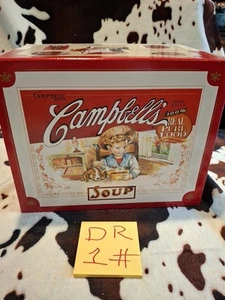 CAMPBELL
Campbell's
100%
REAL
PURE
FOOD
SOUP
DR
1#